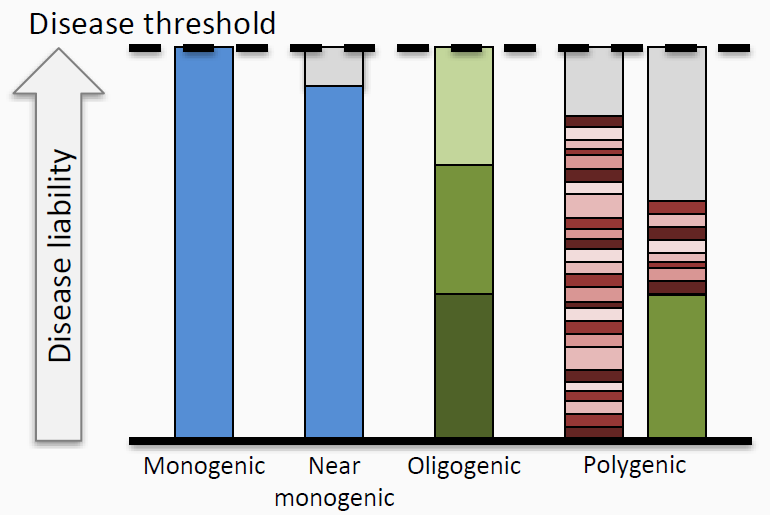 Disease threshold
Disease liability
Monogenic
Near
monogenic
Oligogenic
Polygenic